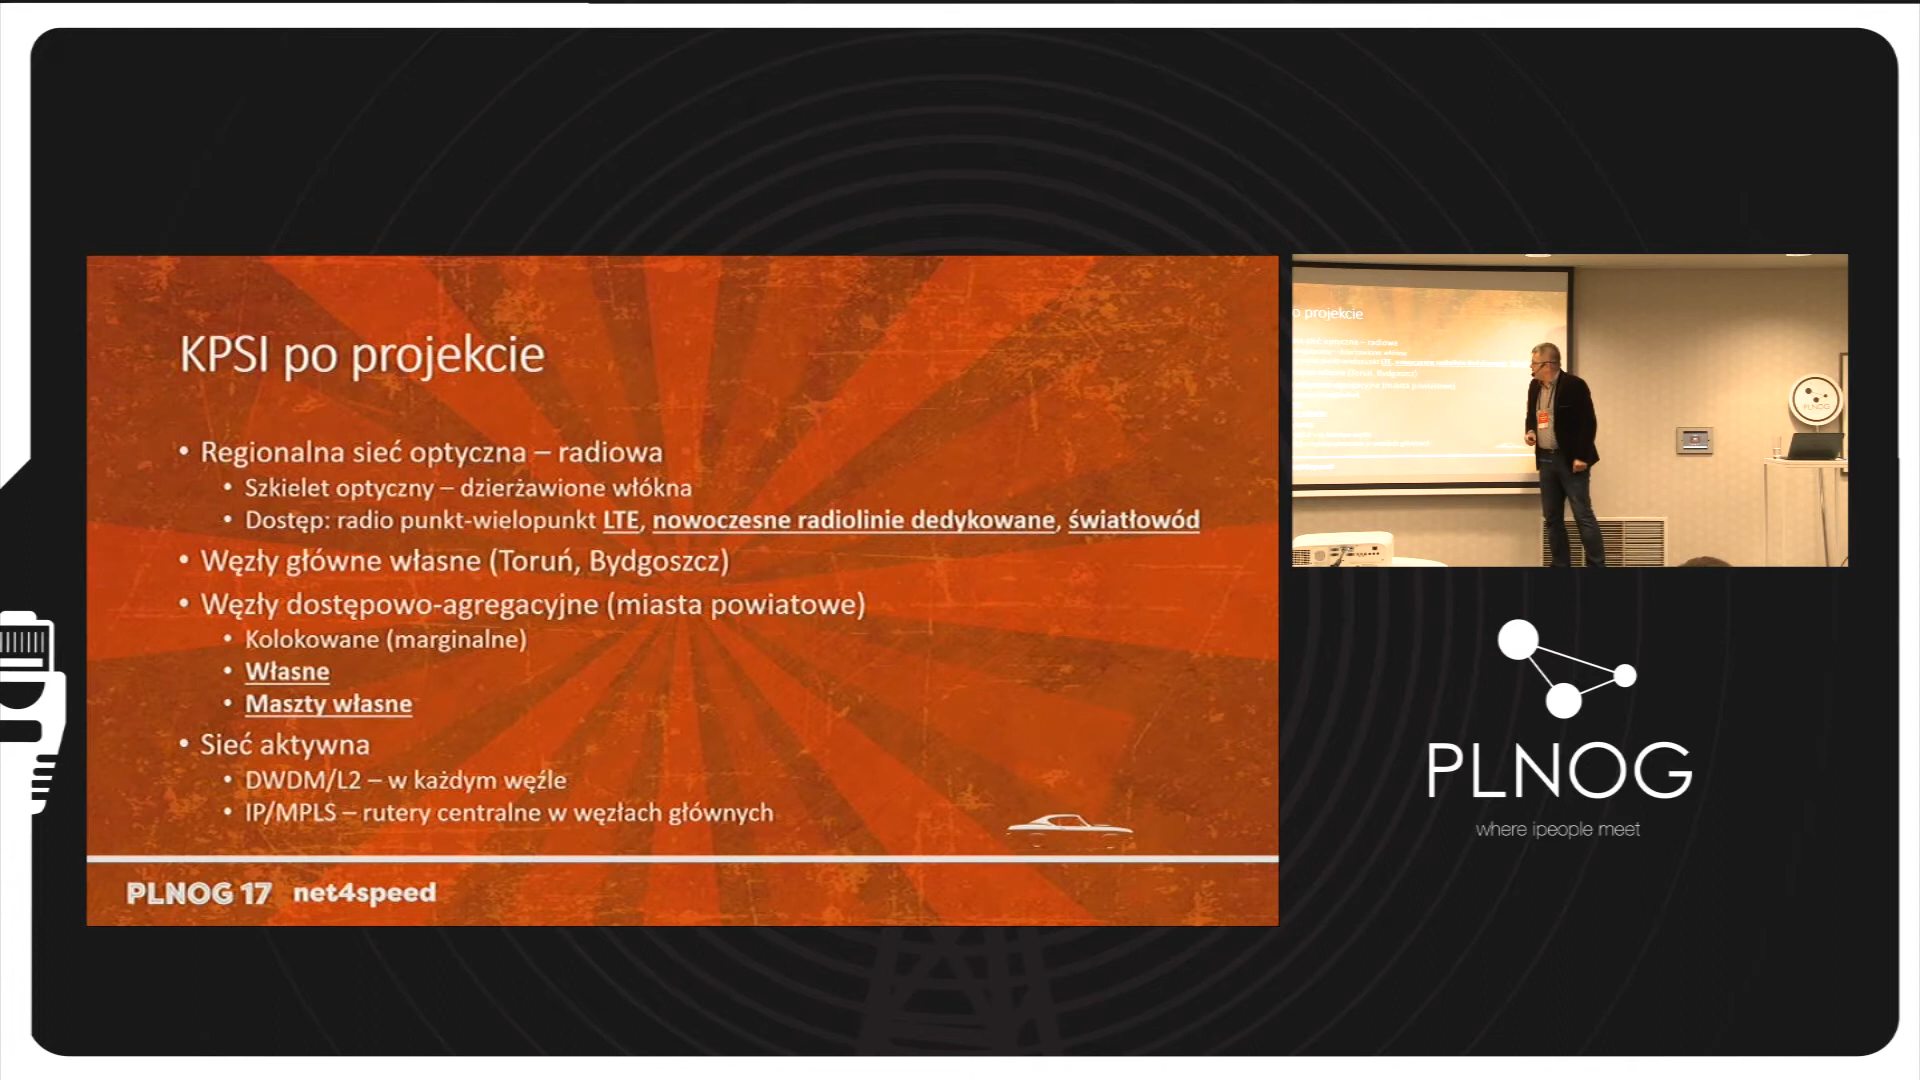 KPSI po projekcie
• Regionalna sieć optyczna – radiowa
• Szkielet optyczny – dzierżawione włókna
• Dostęp: radio punkt-wielopunkt LTE, nowoczesne radiolinie dedykowane, światłowód
• Węzły główne własne (Toruń, Bydgoszcz)
• Węzły dostępowo-agregacyjne (miasta powiatowe)
• Kolokowane (marginalne)
• Własne
• Maszty własne
• Sieć aktywna
• DWDM/L2 – w każdym węźle
• IP/MPLS – rutery centralne w węzłach głównych
PLNOG 17 net4speed
o projekcie
PLNOG
PLNOG
where ipeople meet